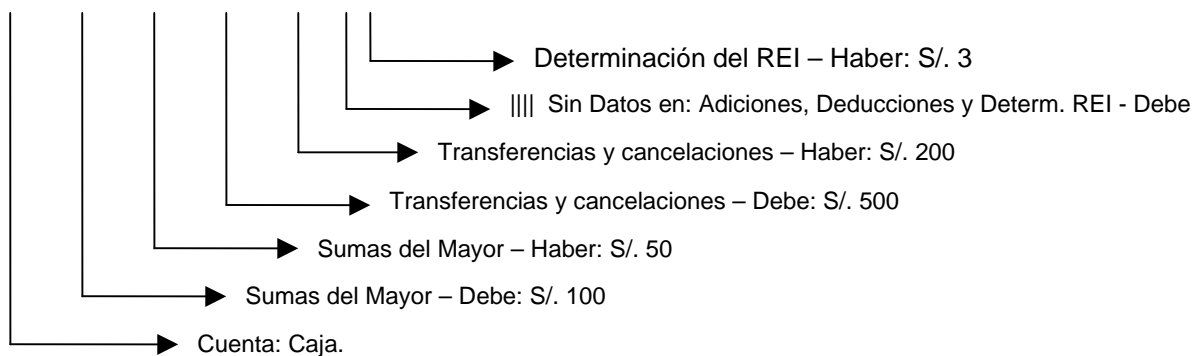 Determinación del REI – Haber: S/. 3
|||| Sin Datos en: Adiciones, Deducciones y Determ. REI - Debe
Transferencias y cancelaciones – Haber: S/. 200
Transferencias y cancelaciones – Debe: S/. 500
Sumas del Mayor – Haber: S/. 50
Sumas del Mayor – Debe: S/. 100
Cuenta: Caja.